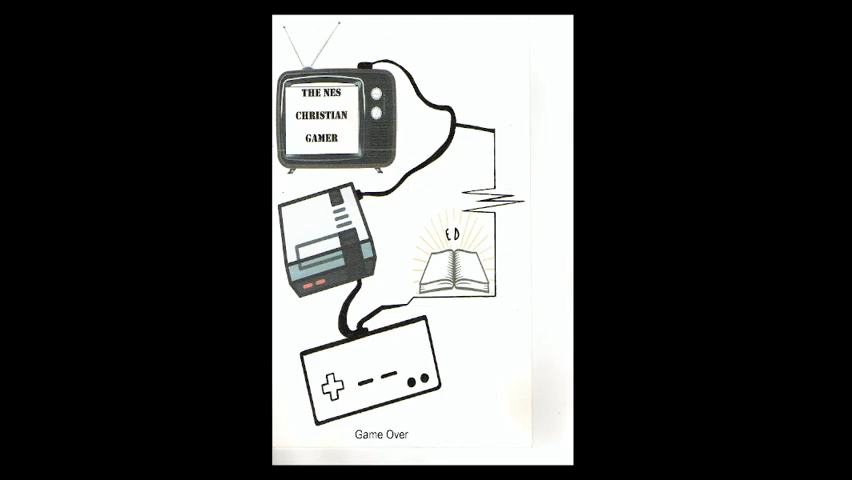 THE NES
CHRISTIAN
GAMER
ED
Game Over